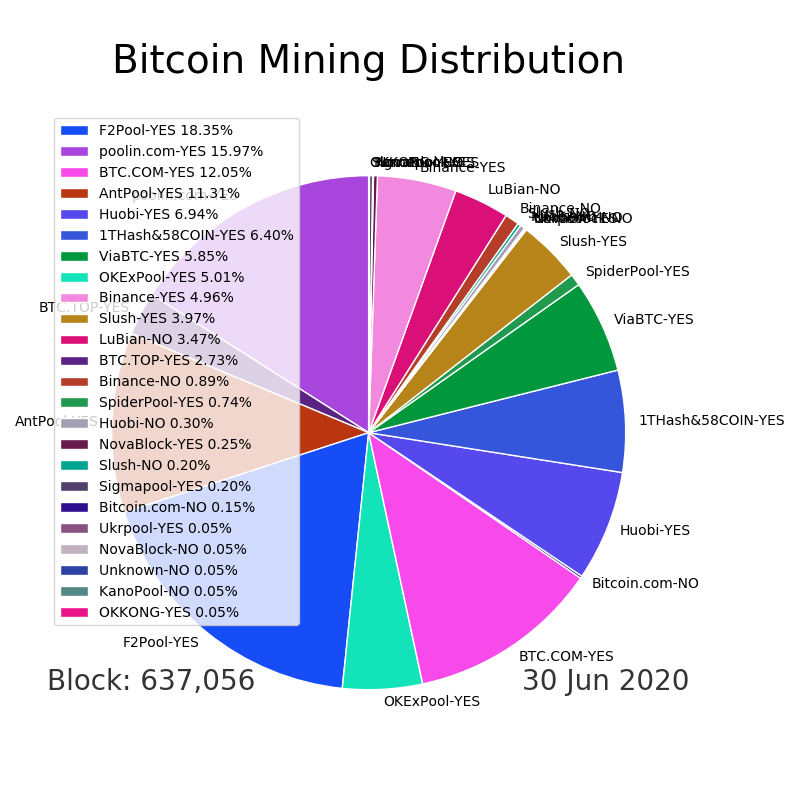 Bitcoin Mining Distribution
F2Pool-YES 18.35%
poolin.com-YES 15.97%
BTC.COM-YES 12.05%
AntPool-YES 11.31%
Huobi-YES 6.94%
1THash&58COIN-YES 6.40%
ViaBTC-YES 5.85%
OKExPool-YES 5.01%
Binance-YES 4.96%
Slush-YES 3.97%
LuBian-NO 3.47%
BTC.TOP-YES 2.73%
Binance-NO 0.89%
SpiderPool-YES 0.74%
Huobi-NO 0.30%
NovaBlock-YES 0.25%
Slush-NO 0.20%
Sigmapool-YES 0.20%
Bitcoin.com-NO 0.15%
Ukrpool-YES 0.05%
NovaBlock-NO 0.05%
Unknown-NO 0.05%
KanoPool-NO 0.05%
OKKONG-YES 0.05%
Binance-YES
LuBian-NO
Binance-NO
Slush-YES
SpiderPool-YES
ViaBTC-YES
1THash&58COIN-YES
Huobi-YES
Bitcoin.com-NO
BTC.COM-YES
OKExPool-YES
F2Pool-YES
AntPool-YES
BTC.TOP-YES
poolin.com-YES
Block: 637,056
30 Jun 2020